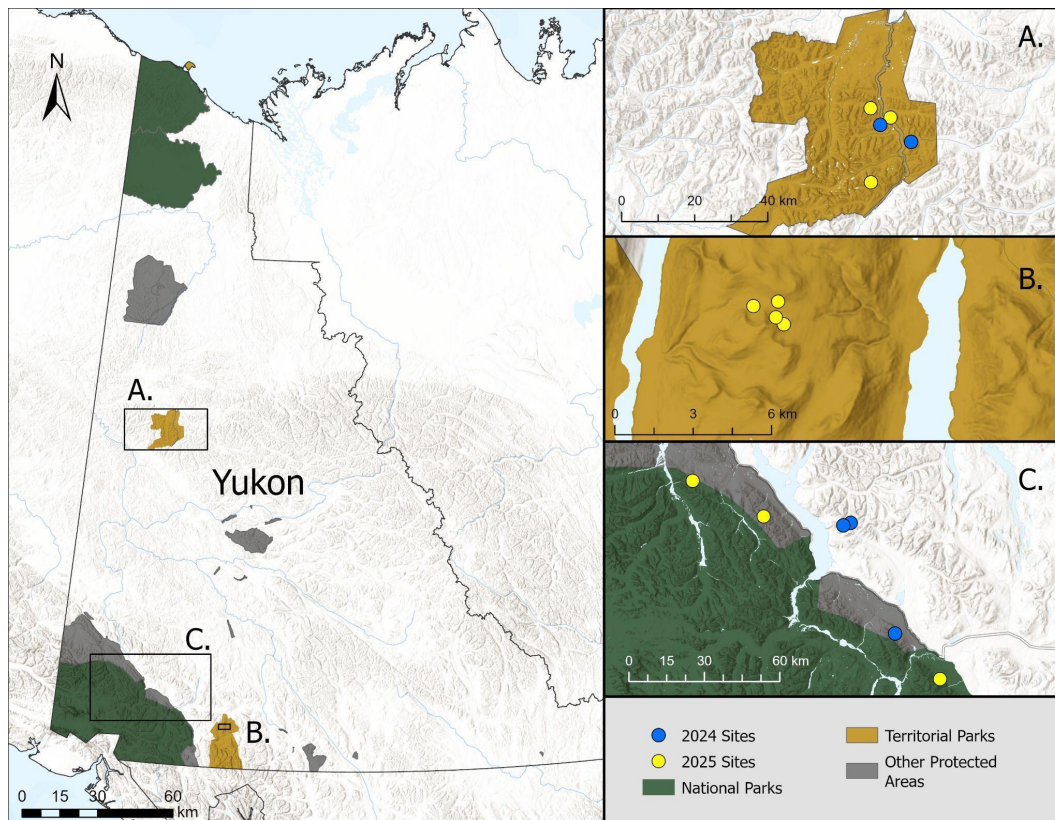 N
A.
Yukon
C.
B.
0 15 30 60
km
A.
0 20 40 km
B.
0 3 6 km
C.
0 15 30 60 km
2024 Sites
2025 Sites
National Parks
Territorial Parks
Other Protected
Areas